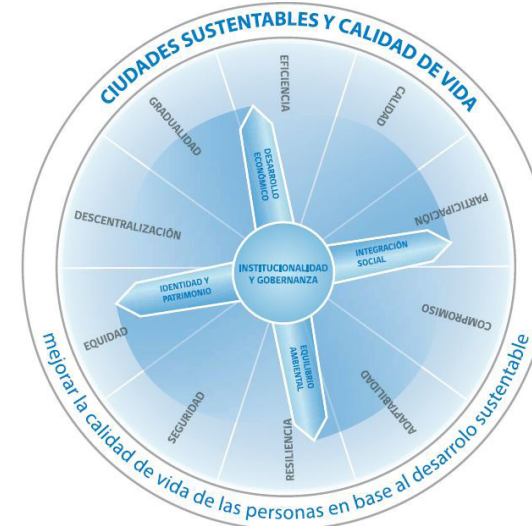 CIUDADES SUSTENTABLES Y CALIDAD DE VIDA
EFICIENCIA
CALIDAD
PARTICIPACIÓN
COMPROMISO
ADAPTABILIDAD
RESILIENCIA
SEGURIDAD
EQUIDAD
DESCENTRALIZACIÓN
GRADUALIDAD
DESARROLLO
ECONÓMICO
INTEGRACIÓN
SOCIAL
EQUILIBRIO
AMBIENTAL
IDENTIDAD Y
PATRIMONIO
INSTITUCIONALIDAD
Y GOBERNANZA
mejorar la calidad de vida de las personas en base al desarrolo sustentable